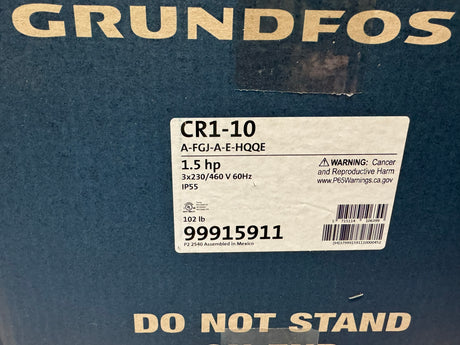 GRUNDFOS
CR1-10
A-FGJ-A-E-HQQE
1.5 hp
3x230/460 V 60Hz
IP55
⚠ WARNING: Cancer
and Reproductive Harm
www.P65Warnings.ca.gov
102 lb
99915911
P2 2540 Assembled in Mexico
DO NOT STAND